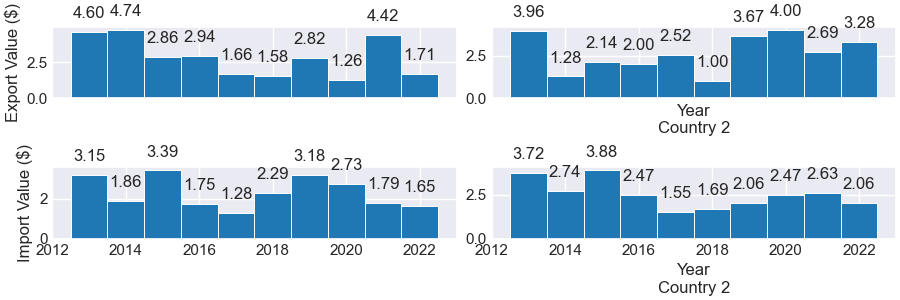 4.60 4.74 2.86 2.94 1.66 1.58 2.82 1.26 4.42 1.71
Export Value ($)
2.5
0.0
3.96 1.28 2.14 2.00 2.52 1.00 3.67 4.00 2.69 3.28
2.5
0.0
Year
Country 2
3.15 1.86 3.39 1.75 1.28 2.29 3.18 2.73 1.79 1.65
Import Value ($)
2
0
2012 2014 2016 2018 2020 2022
3.72 2.74 3.88 2.47 1.55 1.69 2.06 2.47 2.63 2.06
2.5
0.0
2012 2014 2016 2018 2020 2022
Year
Country 2